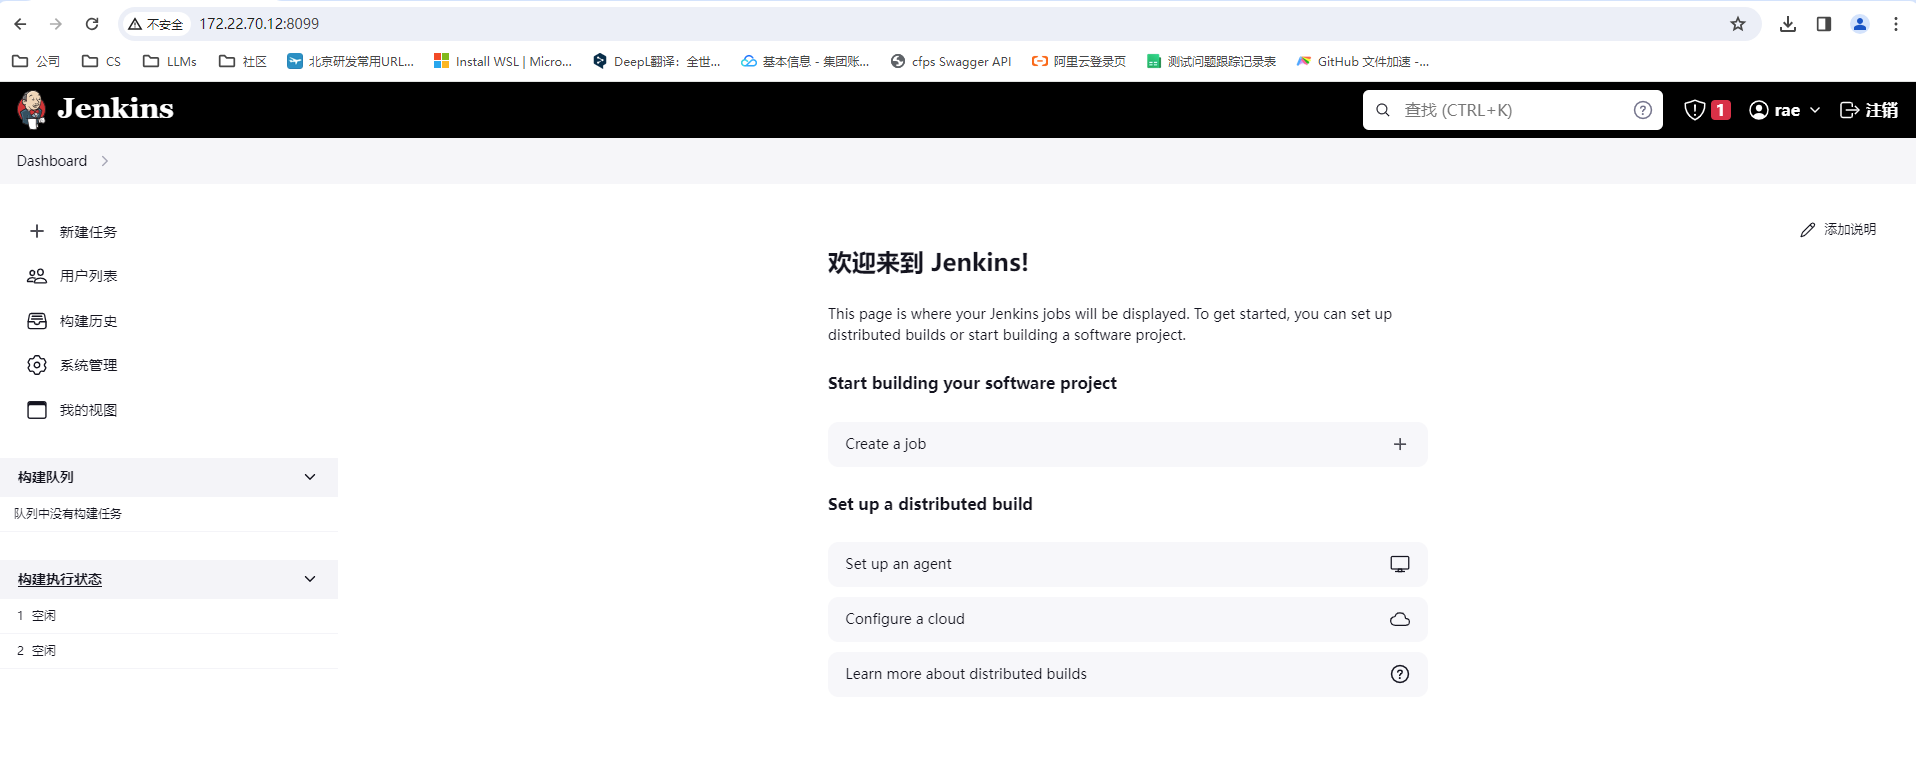 不安全 172.22.70.12:8099
公司 CS LLMs 社区 北京研发常用URL... Install WSL | Micro... DeepL翻译：全世... 基本信息 - 集团账... cfps Swagger API 阿里云登录页 测试问题跟踪记录表 GitHub 文件加速 -...
Jenkins 查找 (CTRL+K) 1 rae 注销
Dashboard
新建任务
用户列表
构建历史
系统管理
我的视图
构建队列
队列中没有构建任务
构建执行状态
1 空闲
2 空闲
添加说明
欢迎来到 Jenkins!
This page is where your Jenkins jobs will be displayed. To get started, you can set up
distributed builds or start building a software project.
Start building your software project
Create a job
Set up a distributed build
Set up an agent
Configure a cloud
Learn more about distributed builds